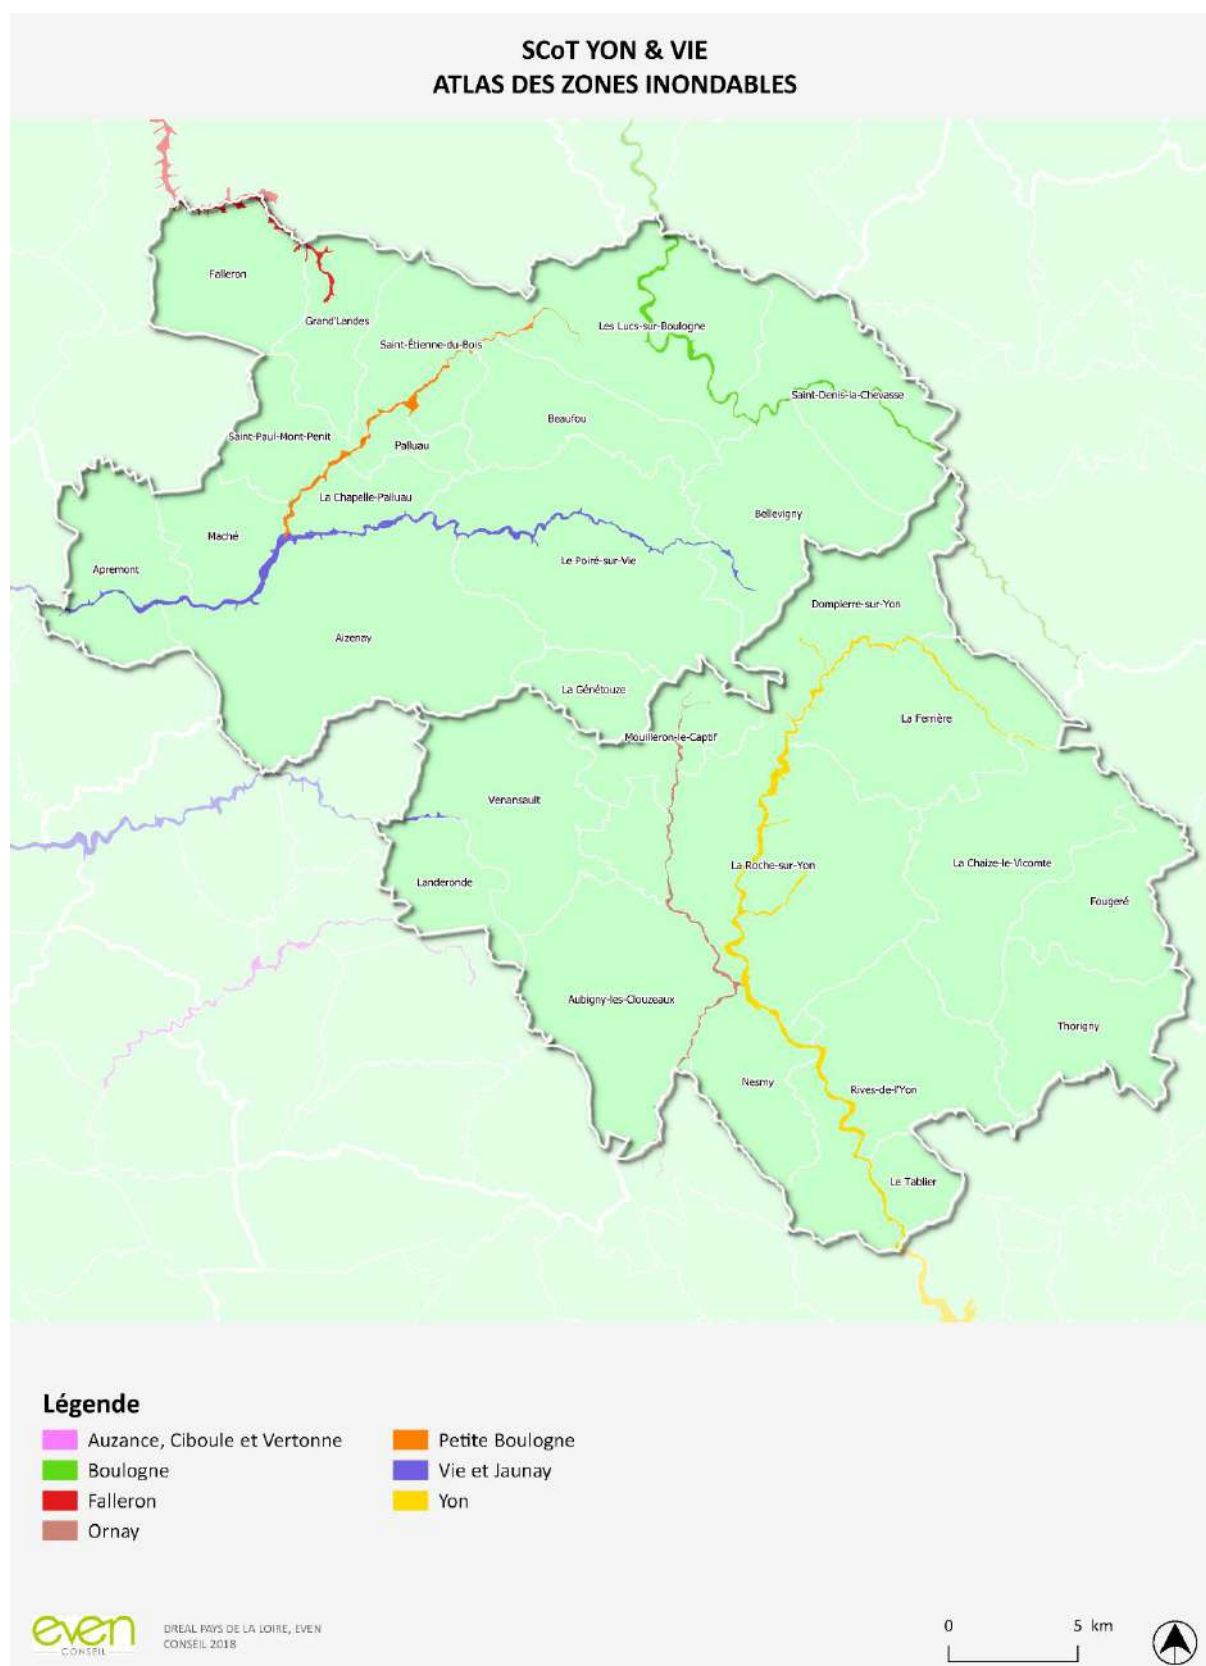 SCoT YON & VIE
ATLAS DES ZONES INONDABLES
Falleron
Grand'Landes
Les Lucs-sur-Boulogne
Saint-Étienne-du-Bois
Saint-Denis-la-Chevasse
Beaufou
Saint-Paul-Mont-Penit
Palluau
La Chapelle-Palluau
Bellevigny
Maché
Le Poiré-sur-Vie
Apremont
Dompierre-sur-Yon
Aizenay
La Génétouze
La Ferrière
Mouilleron-le-Captif
Venansault
La Roche-sur-Yon
La Chaize-le-Vicomte
Landeronde
Fougeré
Aubigny-les-Clouzeaux
Thorigny
Nesmy
Rives-de-l'Yon
Le Tablier
Légende
Auzance, Ciboule et Vertonne
Boulogne
Falleron
Ornay
Petite Boulogne
Vie et Jaunay
Yon
even
CONSEIL
DREAL PAYS DE LA LOIRE, EVEN
CONSEIL 2018
0 5 km